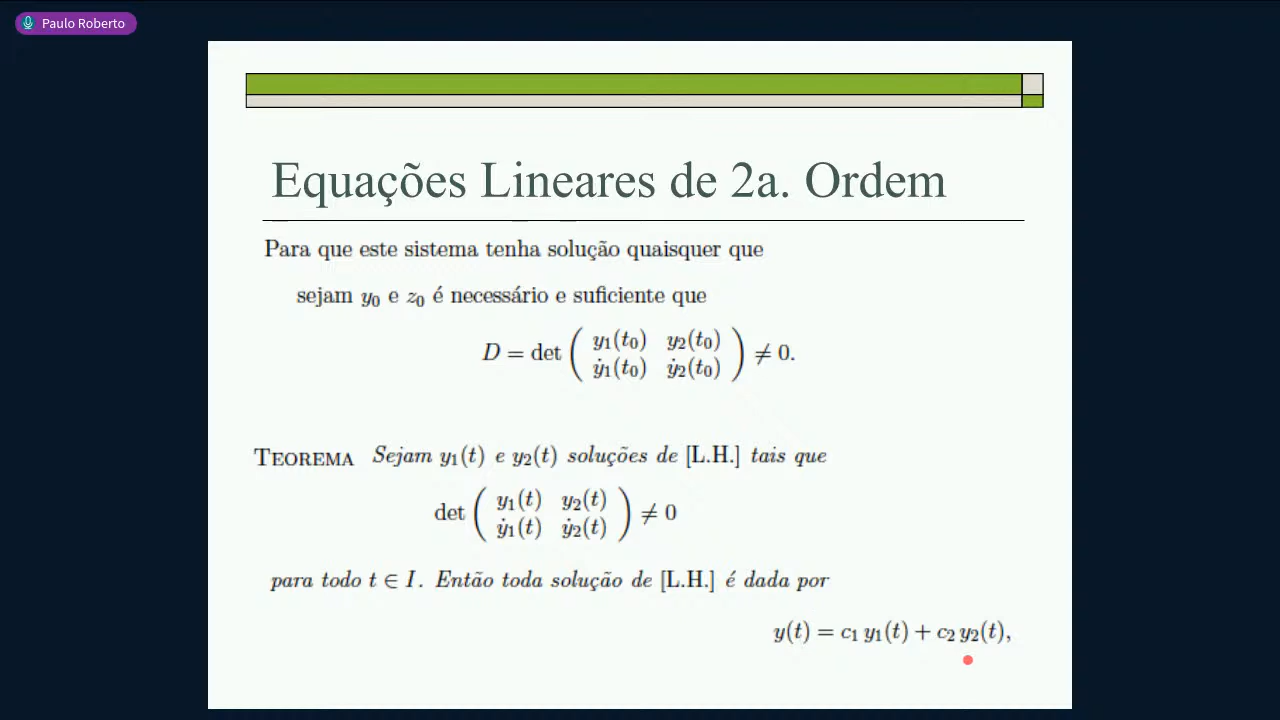 Paulo Roberto
Equações Lineares de 2a. Ordem
Para que este sistema tenha solução quaisquer que
sejam y₀ e z₀ é necessário e suficiente que
D = det ( y₁(t₀) y₂(t₀) ; ẏ₁(t₀) ẏ₂(t₀) ) ≠ 0.
TEOREMA Sejam y₁(t) e y₂(t) soluções de [L.H.] tais que
det ( y₁(t) y₂(t) ; ẏ₁(t) ẏ₂(t) ) ≠ 0
para todo t ∈ I. Então toda solução de [L.H.] é dada por
y(t) = c₁ y₁(t) + c₂ y₂(t),